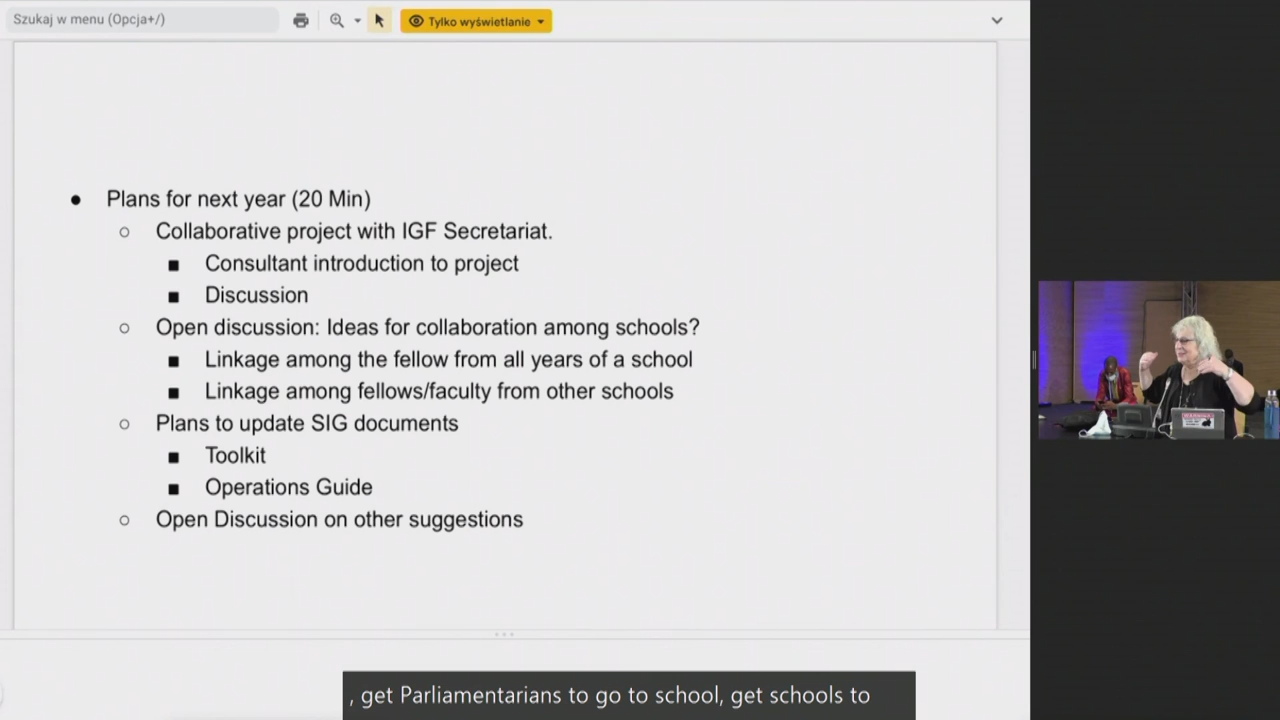 Szukaj w menu (Opcja+/)
Tylko wyświetlanie
● Plans for next year (20 Min)
○ Collaborative project with IGF Secretariat.
■ Consultant introduction to project
■ Discussion
○ Open discussion: Ideas for collaboration among schools?
■ Linkage among the fellow from all years of a school
■ Linkage among fellows/faculty from other schools
○ Plans to update SIG documents
■ Toolkit
■ Operations Guide
○ Open Discussion on other suggestions
, get Parliamentarians to go to school, get schools to